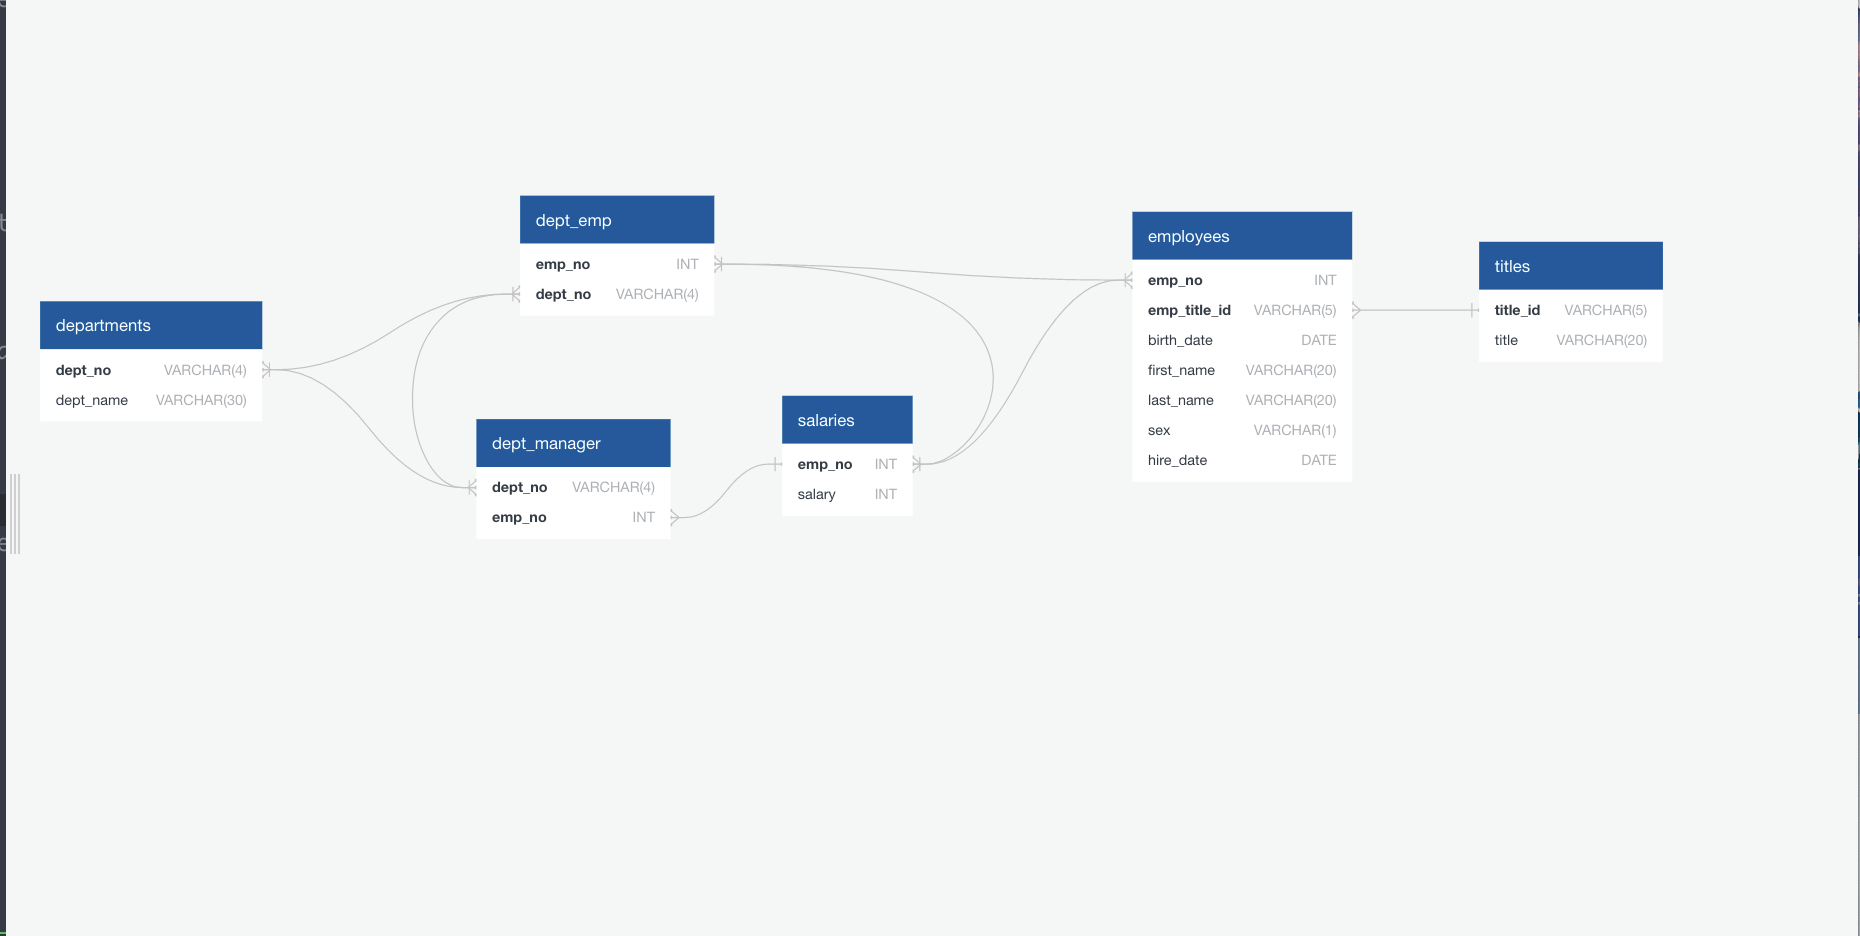 departments
dept_no VARCHAR(4)
dept_name VARCHAR(30)
dept_emp
emp_no INT
dept_no VARCHAR(4)
dept_manager
dept_no VARCHAR(4)
emp_no INT
salaries
emp_no INT
salary INT
employees
emp_no INT
emp_title_id VARCHAR(5)
birth_date DATE
first_name VARCHAR(20)
last_name VARCHAR(20)
sex VARCHAR(1)
hire_date DATE
titles
title_id VARCHAR(5)
title VARCHAR(20)